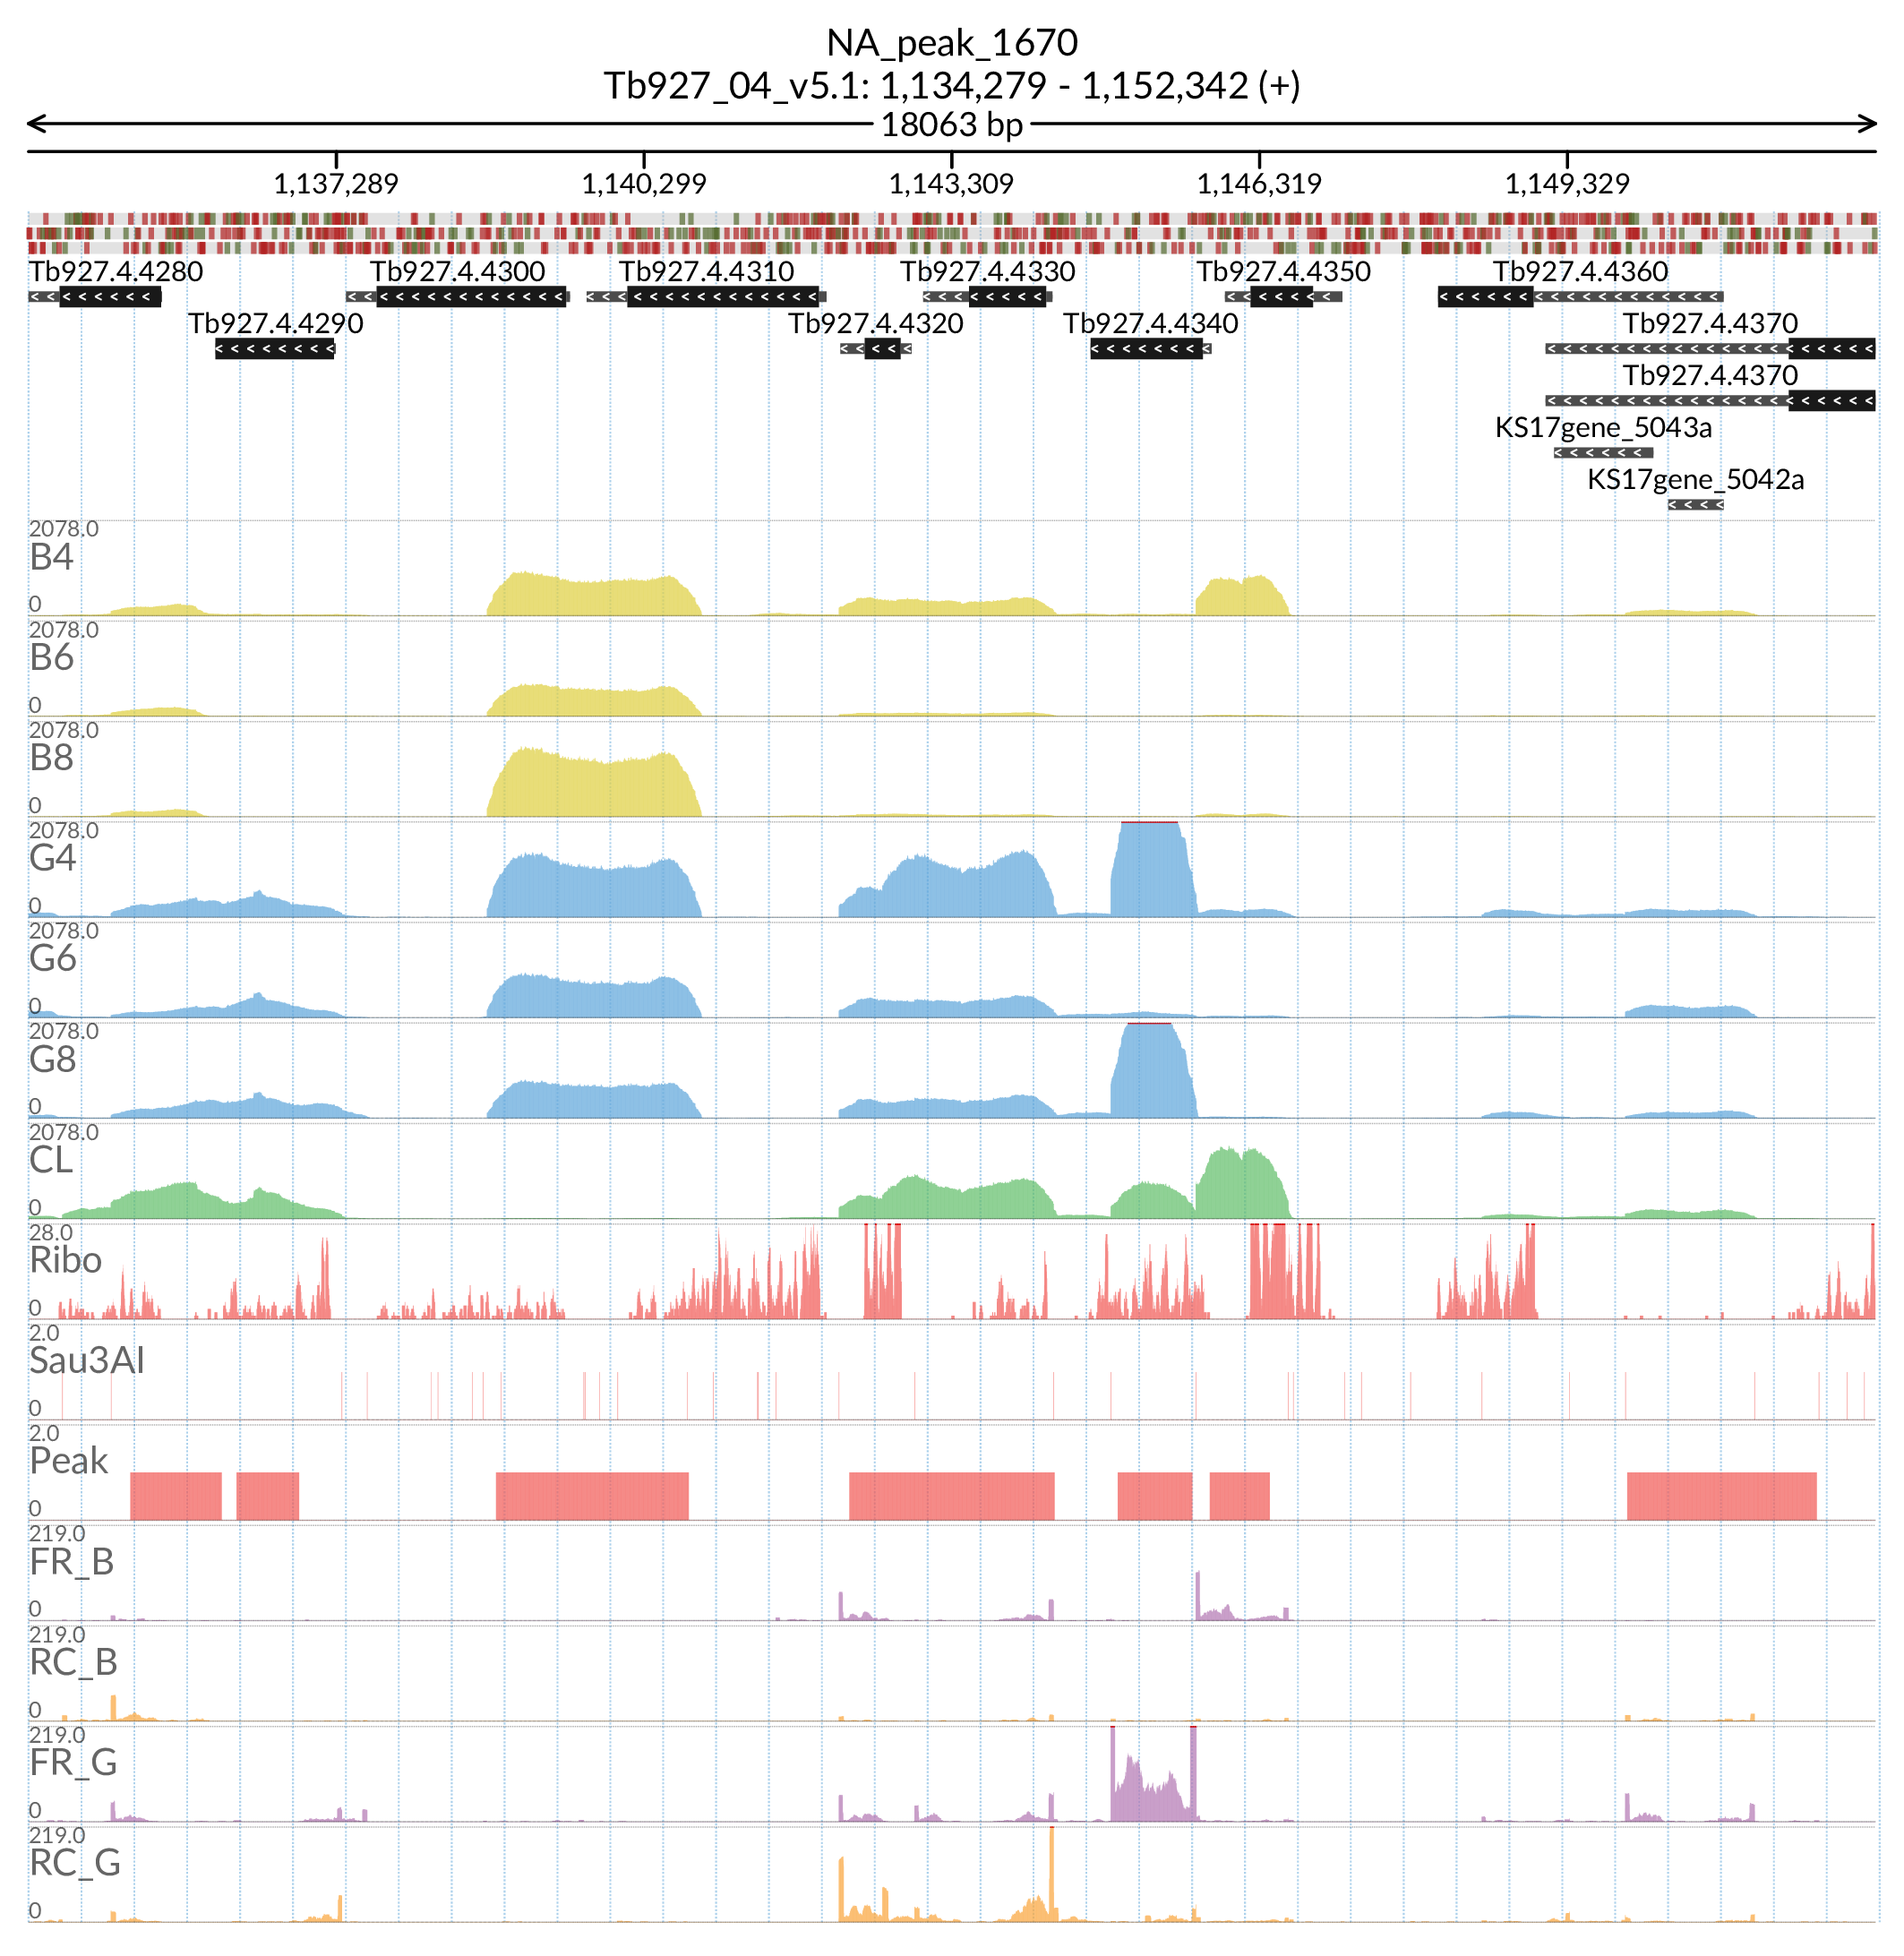 NA_peak_1670
Tb927_04_v5.1: 1,134,279 - 1,152,342 (+)
18063 bp
1,137,289 1,140,299 1,143,309 1,146,319 1,149,329
Tb927.4.4280 Tb927.4.4300 Tb927.4.4310 Tb927.4.4330 Tb927.4.4350 Tb927.4.4360
Tb927.4.4290 Tb927.4.4320 Tb927.4.4340 Tb927.4.4370
Tb927.4.4370
KS17gene_5043a
KS17gene_5042a
2078.0
B4
0
2078.0
B6
0
2078.0
B8
0
2078.0
G4
0
2078.0
G6
0
2078.0
G8
0
2078.0
CL
0
28.0
Ribo
0
2.0
Sau3AI
0
2.0
Peak
0
219.0
FR_B
0
219.0
RC_B
0
219.0
FR_G
0
219.0
RC_G
0